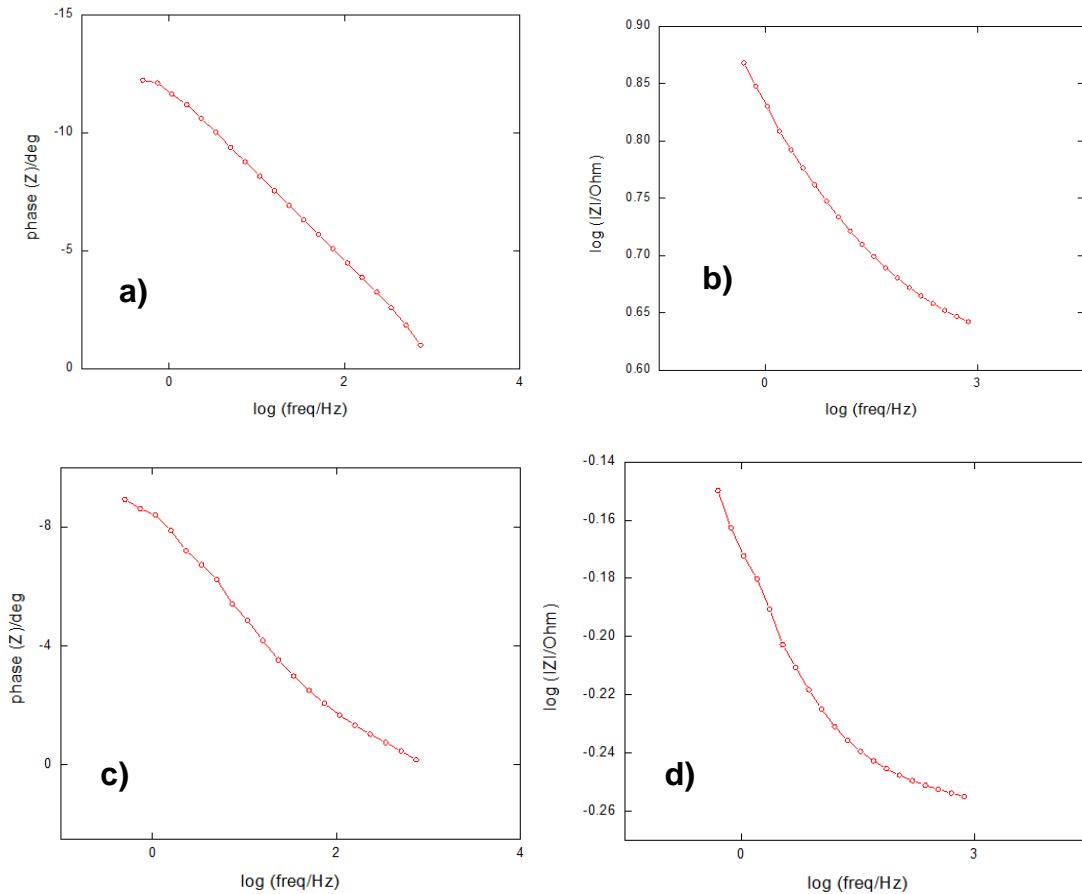 -15
-10
-5
0
phase (Z)/deg
a)
0
2
4
log (freq/Hz)
0.90
0.85
0.80
0.75
0.70
0.65
0.60
log (IZI/Ohm)
b)
0
3
log (freq/Hz)
-8
-4
0
phase (Z)/deg
c)
0
2
4
log (freq/Hz)
-0.14
-0.16
-0.18
-0.20
-0.22
-0.24
-0.26
log (IZI/Ohm)
d)
0
3
log (freq/Hz)